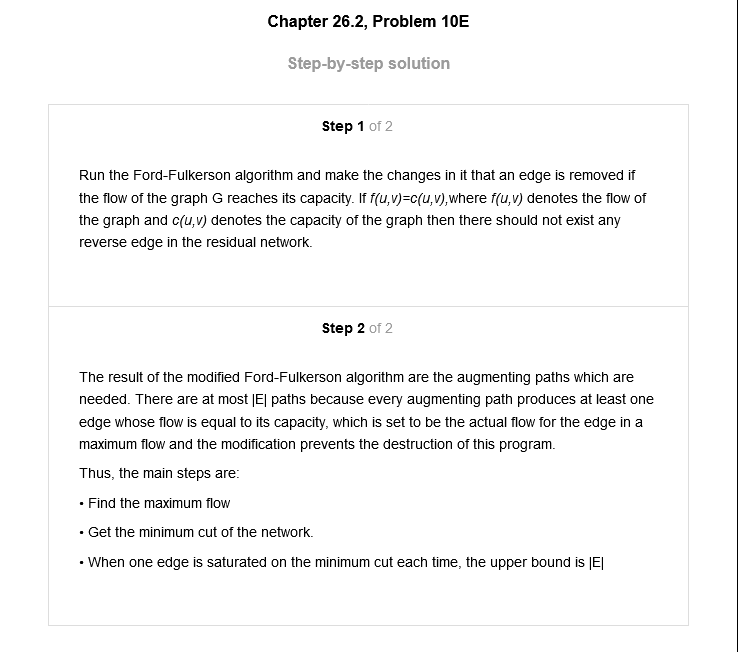 Chapter 26.2, Problem 10E
Step-by-step solution
Step 1 of 2
Run the Ford-Fulkerson algorithm and make the changes in it that an edge is removed if
the flow of the graph G reaches its capacity. If f(u,v)=c(u,v),where f(u,v) denotes the flow of
the graph and c(u,v) denotes the capacity of the graph then there should not exist any
reverse edge in the residual network.
Step 2 of 2
The result of the modified Ford-Fulkerson algorithm are the augmenting paths which are
needed. There are at most |E| paths because every augmenting path produces at least one
edge whose flow is equal to its capacity, which is set to be the actual flow for the edge in a
maximum flow and the modification prevents the destruction of this program.
Thus, the main steps are:
• Find the maximum flow
• Get the minimum cut of the network.
• When one edge is saturated on the minimum cut each time, the upper bound is |E|